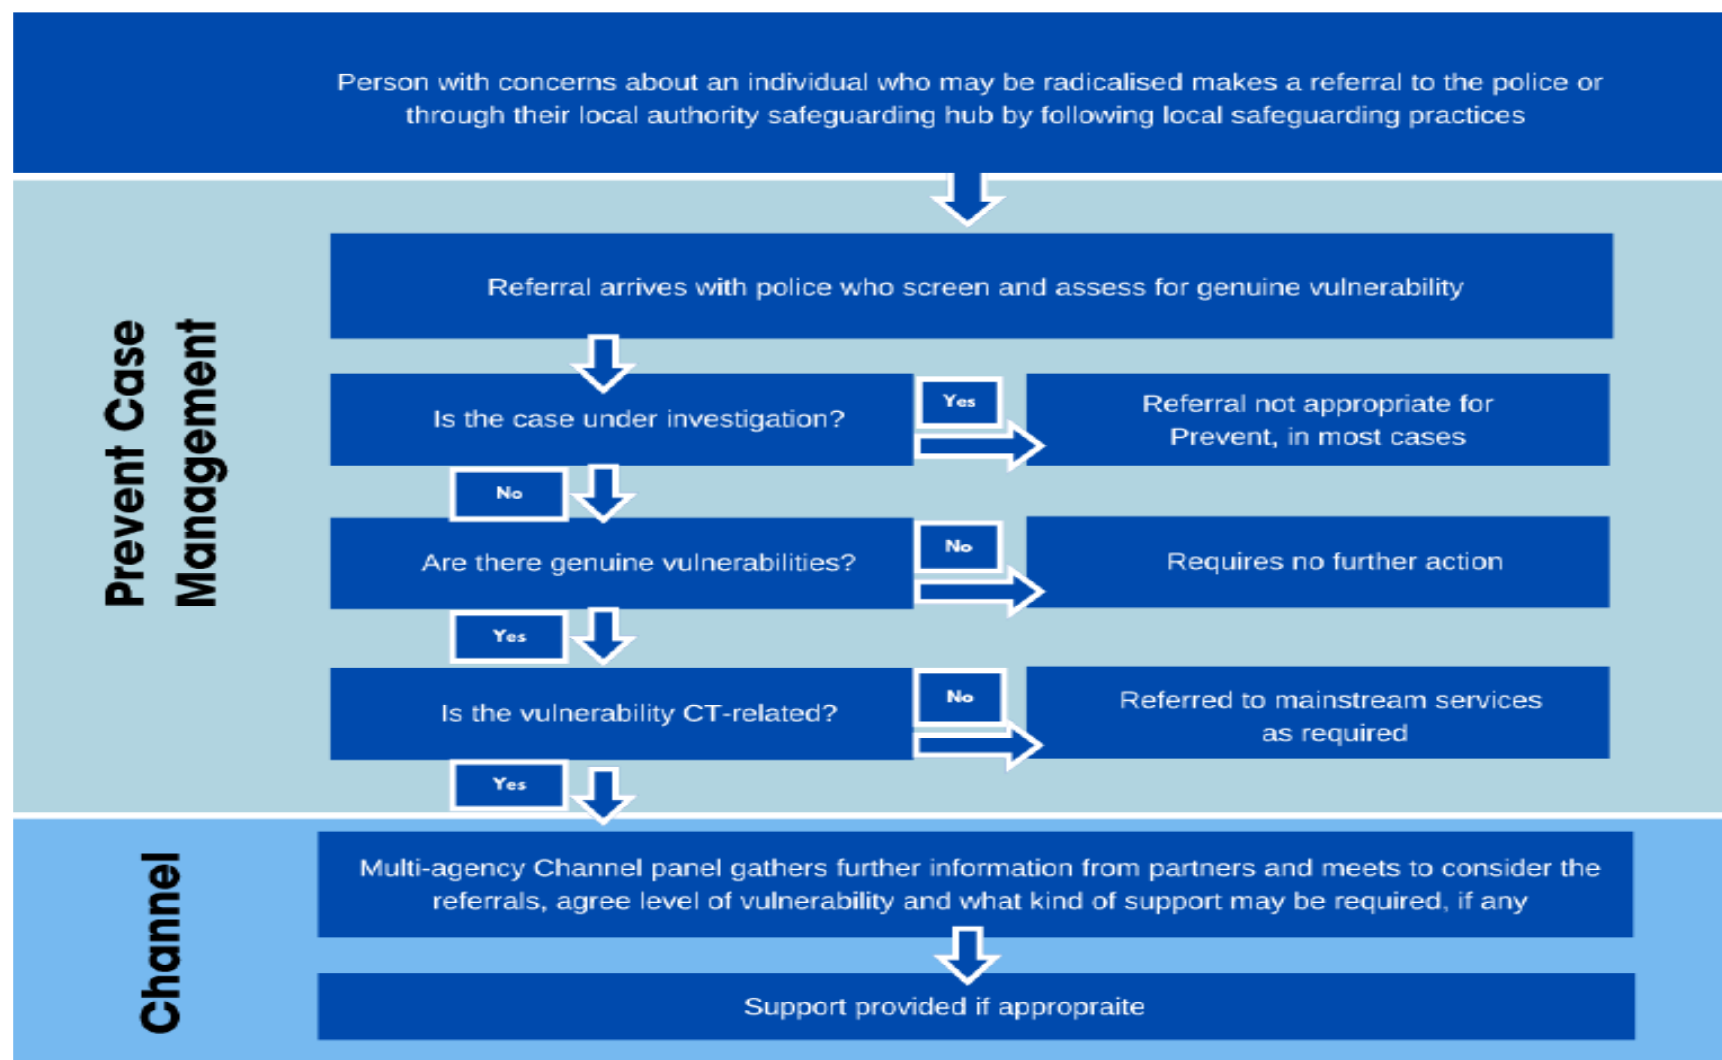 Person with concerns about an individual who may be radicalised makes a referral to the police or
through their local authority safeguarding hub by following local safeguarding practices
Prevent Case
Management
Referral arrives with police who screen and assess for genuine vulnerability
Is the case under investigation?
Yes
Referral not appropriate for
Prevent, in most cases
No
Are there genuine vulnerabilities?
No
Requires no further action
Yes
Is the vulnerability CT-related?
No
Referred to mainstream services
as required
Yes
Channel
Multi-agency Channel panel gathers further information from partners and meets to consider the
referrals, agree level of vulnerability and what kind of support may be required, if any
Support provided if appropraite